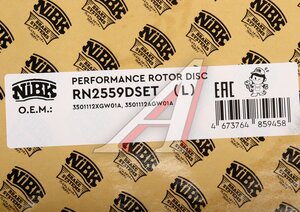 NiBK
O.E.M.:
PERFORMANCE ROTOR DISC
RN2559DSET (L)
3501112XGW01A, 3501112AGW01A
EAC
4 673764 859458